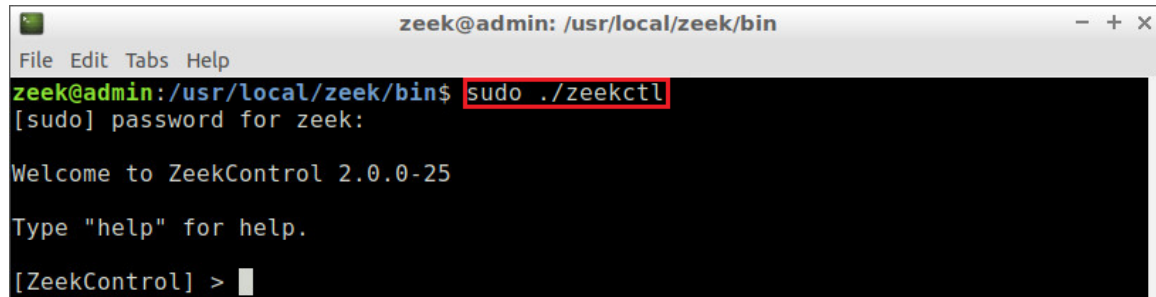 zeek@admin: /usr/local/zeek/bin
File Edit Tabs Help
zeek@admin:/usr/local/zeek/bin$ sudo ./zeekctl
[sudo] password for zeek:
Welcome to ZeekControl 2.0.0-25
Type "help" for help.
[ZeekControl] >